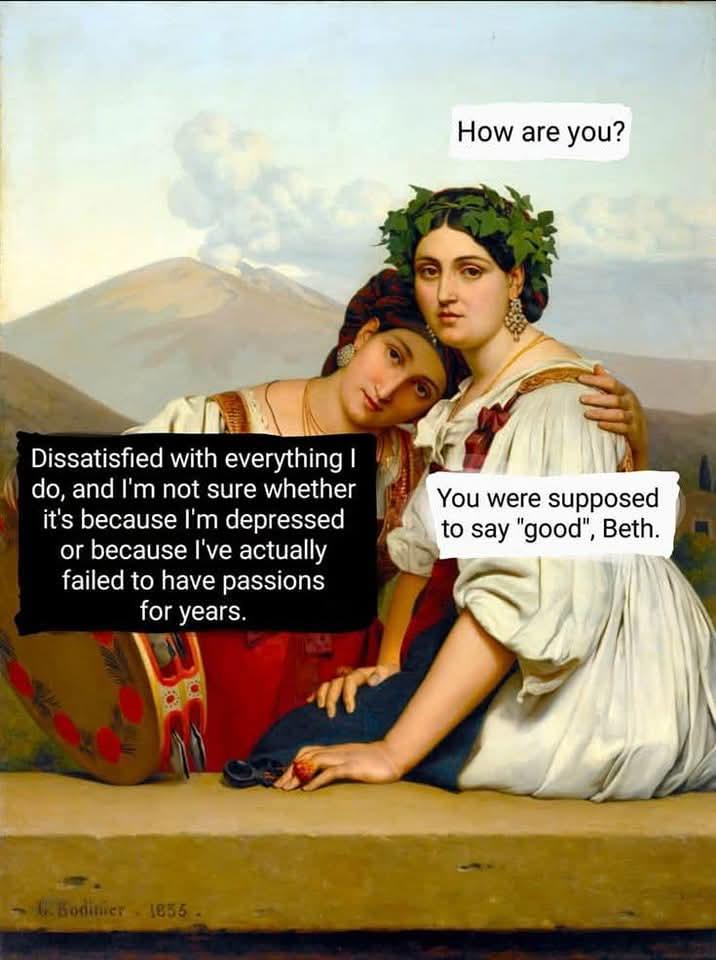 How are you?
Dissatisfied with everything I
do, and I'm not sure whether
it's because I'm depressed
or because I've actually
failed to have passions
for years.
You were supposed
to say "good", Beth.
G. Bodinier . 1835 .